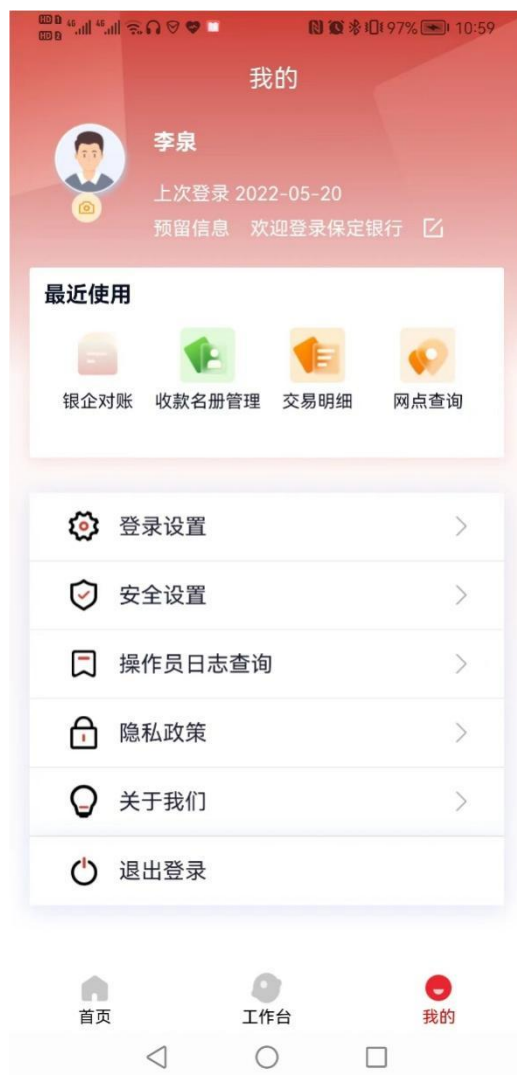 97% 10:59
我的
李泉
上次登录 2022-05-20
预留信息 欢迎登录保定银行
最近使用
银企对账 收款名册管理 交易明细 网点查询
登录设置
安全设置
操作员日志查询
隐私政策
关于我们
退出登录
首页 工作台 我的